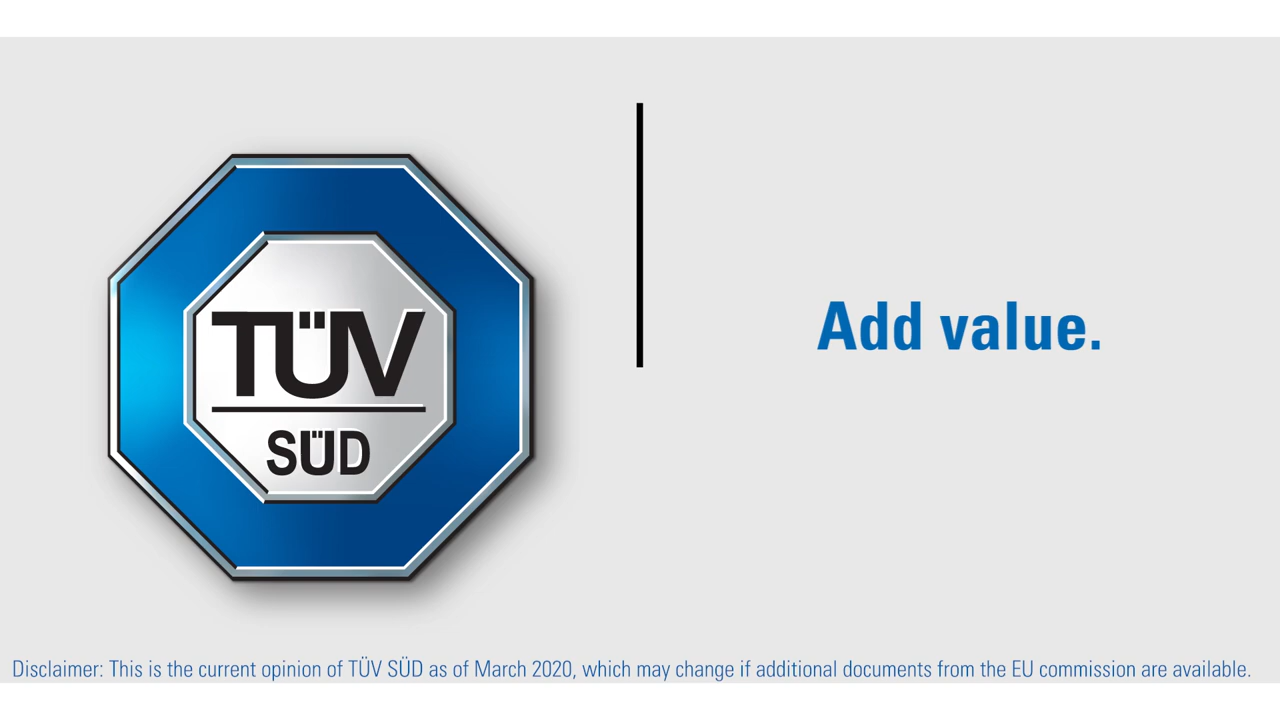 TÜV
SÜD
Add value.
Disclaimer: This is the current opinion of TÜV SÜD as of March 2020, which may change if additional documents from the EU commission are available.